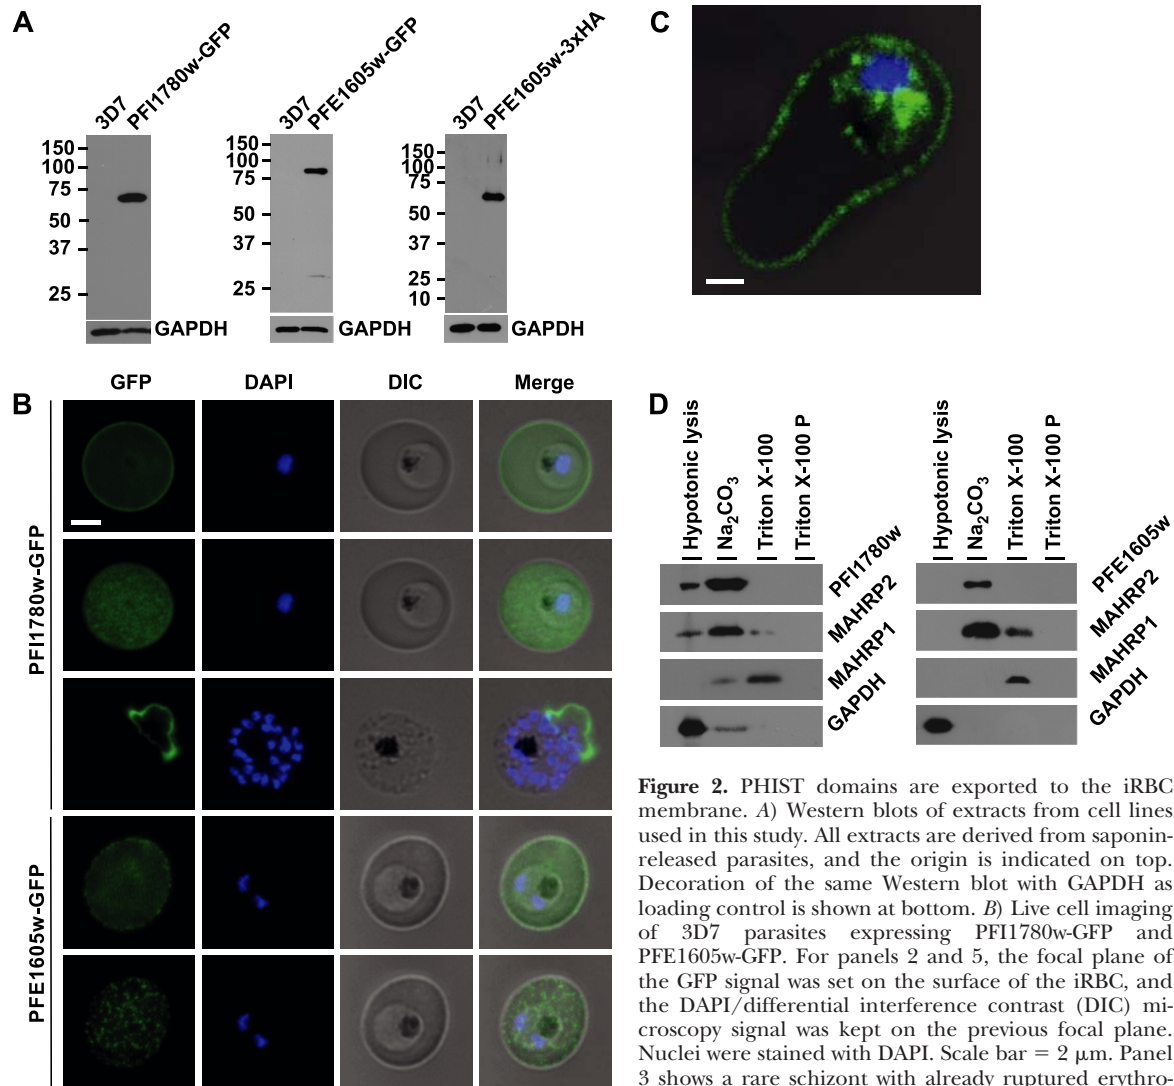 A
3D7
PFI1780w-GFP
150
100
75
50
37
25
GAPDH
3D7
PFE1605w-GFP
150
100
75
50
37
25
GAPDH
3D7
PFE1605w-3xHA
150
100
75
50
37
25
10
GAPDH
C
B
GFP DAPI DIC Merge
PFI1780w-GFP
PFE1605w-GFP
D
Hypotonic lysis
Na2CO3
Triton X-100
Triton X-100 P
PFI1780w
MAHRP2
MAHRP1
GAPDH
Hypotonic lysis
Na2CO3
Triton X-100
Triton X-100 P
PFE1605w
MAHRP2
MAHRP1
GAPDH
Figure 2. PHIST domains are exported to the iRBC
membrane. A) Western blots of extracts from cell lines
used in this study. All extracts are derived from saponin-
released parasites, and the origin is indicated on top.
Decoration of the same Western blot with GAPDH as
loading control is shown at bottom. B) Live cell imaging
of 3D7 parasites expressing PFI1780w-GFP and
PFE1605w-GFP. For panels 2 and 5, the focal plane of
the GFP signal was set on the surface of the iRBC, and
the DAPI/differential interference contrast (DIC) mi-
croscopy signal was kept on the previous focal plane.
Nuclei were stained with DAPI. Scale bar = 2 μm. Panel
3 shows a rare schizont with already ruptured erythro-